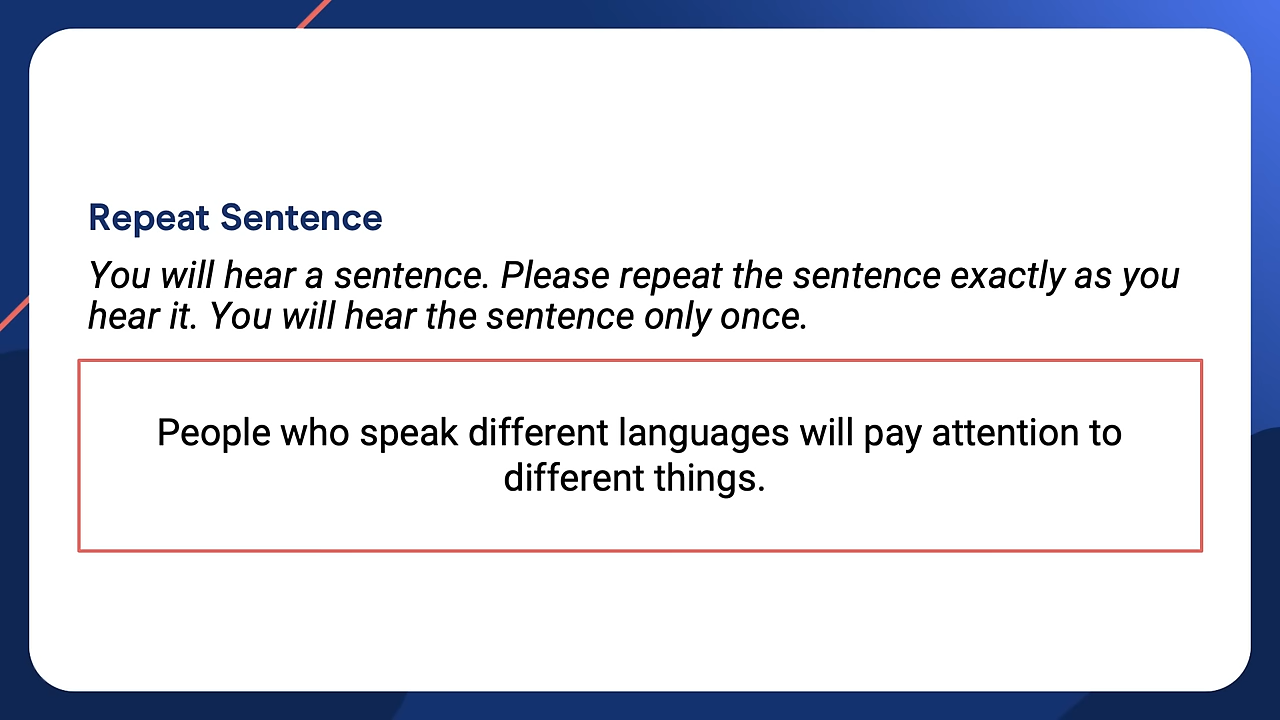 Repeat Sentence
You will hear a sentence. Please repeat the sentence exactly as you
hear it. You will hear the sentence only once.
People who speak different languages will pay attention to
different things.